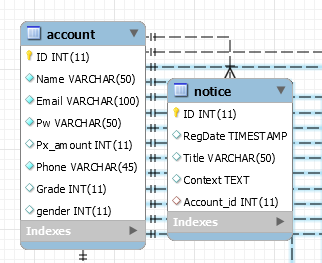 account
ID INT(11)
Name VARCHAR(50)
Email VARCHAR(100)
Pw VARCHAR(50)
Px_amount INT(11)
Phone VARCHAR(45)
Grade INT(11)
gender INT(11)
Indexes
notice
ID INT(11)
RegDate TIMESTAMP
Title VARCHAR(50)
Context TEXT
Account_id INT(11)
Indexes